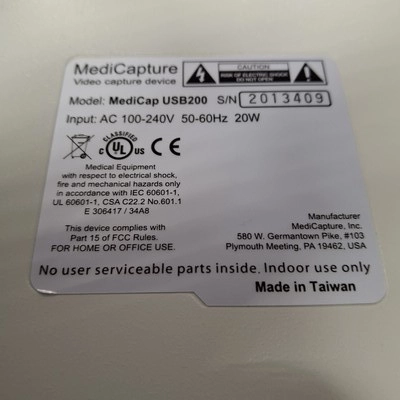 MediCapture
Video capture device
CAUTION
RISK OF ELECTRIC SHOCK
DO NOT OPEN
Model: MediCap USB200 S/N 2013409
Input: AC 100-240V 50-60Hz 20W
CLASSIFIED
C UL US CE
Medical Equipment
with respect to electrical shock,
fire and mechanical hazards only
in accordance with IEC 60601-1,
UL 60601-1, CSA C22.2 No.601.1
E 306417 / 34A8
This device complies with
Part 15 of FCC Rules.
FOR HOME OR OFFICE USE.
Manufacturer
MediCapture, Inc.
580 W. Germantown Pike, #103
Plymouth Meeting, PA 19462, USA
No user serviceable parts inside. Indoor use only
Made in Taiwan